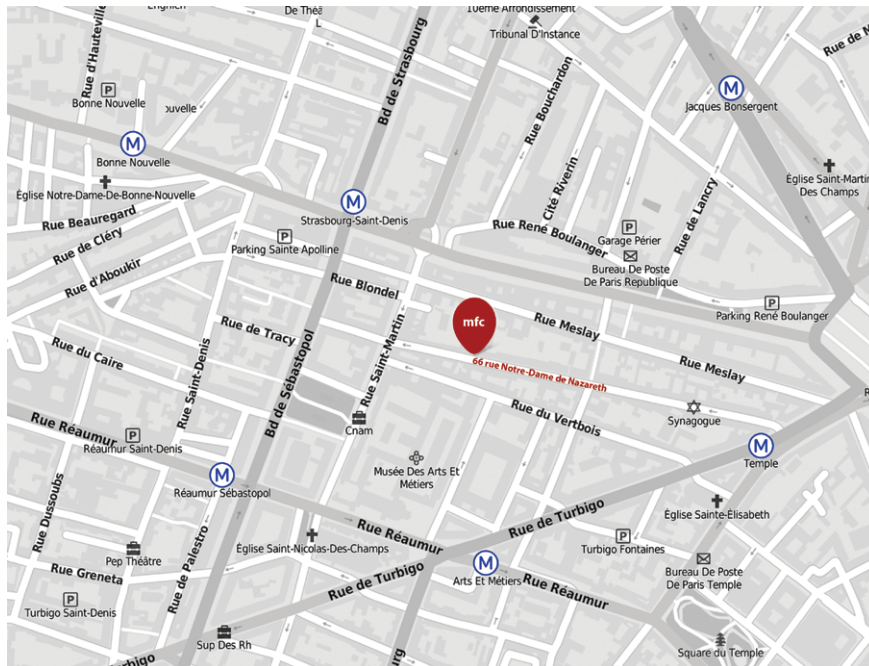 Enghien
De Théâ
L
10ème Arrondissement
Tribunal D'Instance
Rue d'Hauteville
Bd de Strasbourg
Rue Bouchardon
Jacques Bonsergent
P
Bonne Nouvelle
ouvelle
M
Bonne Nouvelle
M
Église Notre-Dame-De-Bonne-Nouvelle
M
Strasbourg-Saint-Denis
Cité Riverin
Église Saint-Martin
Des Champs
Rue Beauregard
Rue de Cléry
Rue d'Aboukir
P
Parking Sainte Apolline
Rue René Boulanger
P
Garage Périer
Rue de Lancry
Bureau De Poste
De Paris Republique
Rue Blondel
P
Parking René Boulanger
mfc
Rue Meslay
Rue Meslay
Rue de Tracy
Rue Saint-Martin
66 rue Notre-Dame de Nazareth
Rue du Caire
Rue Saint-Denis
Bd de Sébastopol
Rue du Vertbois
Synagogue
Cnam
Rue Réaumur
P
Réaumur Saint-Denis
M
Temple
Musée Des Arts Et
Métiers
M
Réaumur Sébastopol
Rue Dussoubs
Rue de Palestro
Rue Réaumur
Rue de Turbigo
Église Sainte-Élisabeth
Pep Théâtre
Église Saint-Nicolas-Des-Champs
P
Turbigo Fontaines
Rue Greneta
Rue de Turbigo
M
Arts Et Métiers
Rue Réaumur
Bureau De Poste
De Paris Temple
P
Turbigo Saint-Denis
Sup Des Rh
Square du Temple
Turbigo